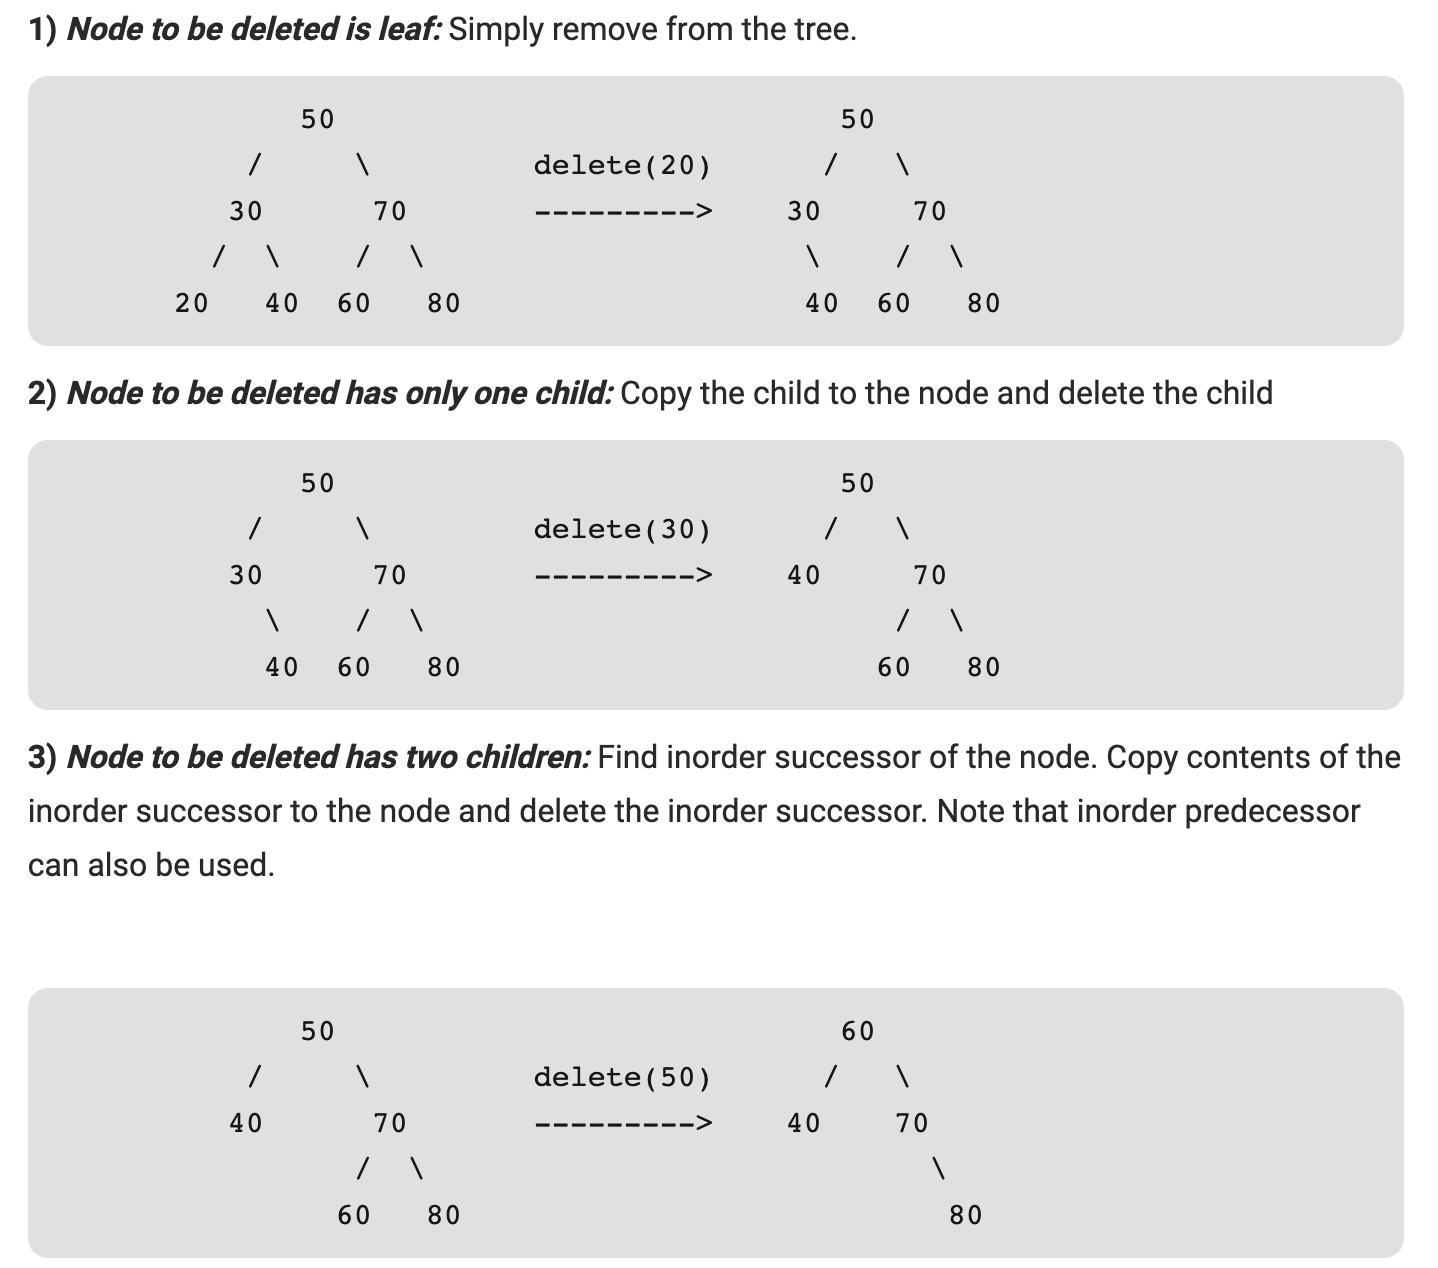 1) Node to be deleted is leaf: Simply remove from the tree.
50 50
/ \ delete(20) / \
30 70 ---------> 30 70
/ \ / \ \ / \
20 40 60 80 40 60 80
2) Node to be deleted has only one child: Copy the child to the node and delete the child
50 50
/ \ delete(30) / \
30 70 ---------> 40 70
\ / \ / \
40 60 80 60 80
3) Node to be deleted has two children: Find inorder successor of the node. Copy contents of the
inorder successor to the node and delete the inorder successor. Note that inorder predecessor
can also be used.
50 60
/ \ delete(50) / \
40 70 ---------> 40 70
/ \ \
60 80 80